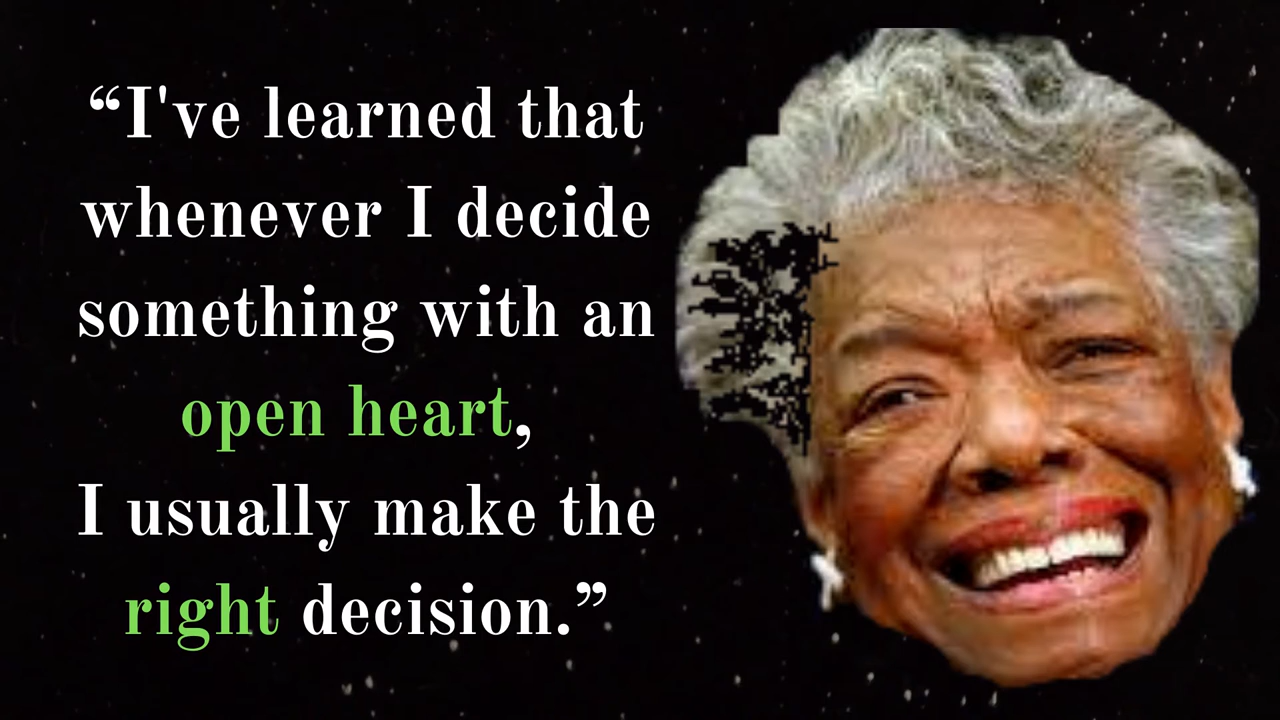 “I've learned that
whenever I decide
something with an
open heart,
I usually make the
right decision.”